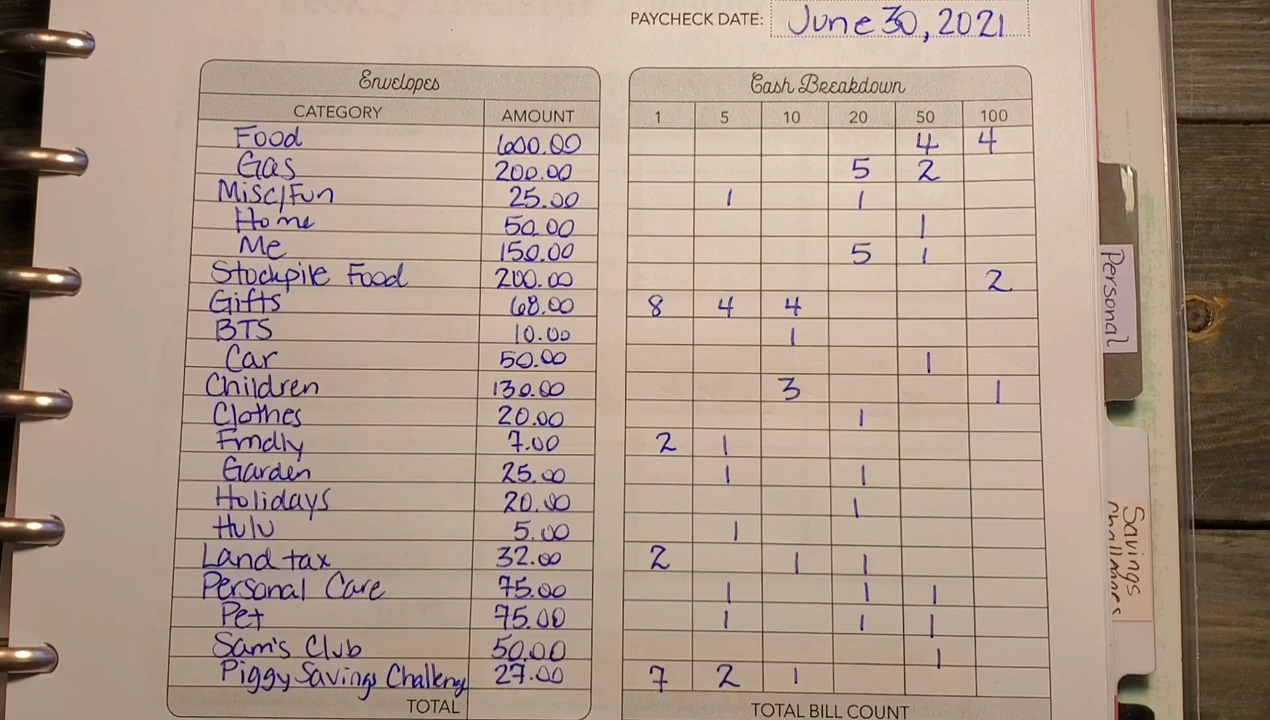 PAYCHECK DATE: June 30, 2021
Envelopes Cash Breakdown
CATEGORY AMOUNT 1 5 10 20 50 100
Food 600.00 4 4
Gas 200.00 5 2
Misc/Fun 25.00 1 1
Home 50.00 1
Me 150.00 5 1
Stockpile Food 200.00 2
Gifts 68.00 8 4 4
BTS 10.00 1
Car 50.00 1
Children 130.00 3 1
Clothes 20.00 1
Fmdly 7.00 2 1
Garden 25.00 1 1
Holidays 20.00 1
Hulu 5.00 1
Land tax 32.00 2 1 1
Personal Care 75.00 1 1 1
Pet 75.00 1 1 1
Sam's Club 50.00 1
Piggy Savings Challeng 27.00 7 2 1
TOTAL TOTAL BILL COUNT
Personal
Savings
Challenges